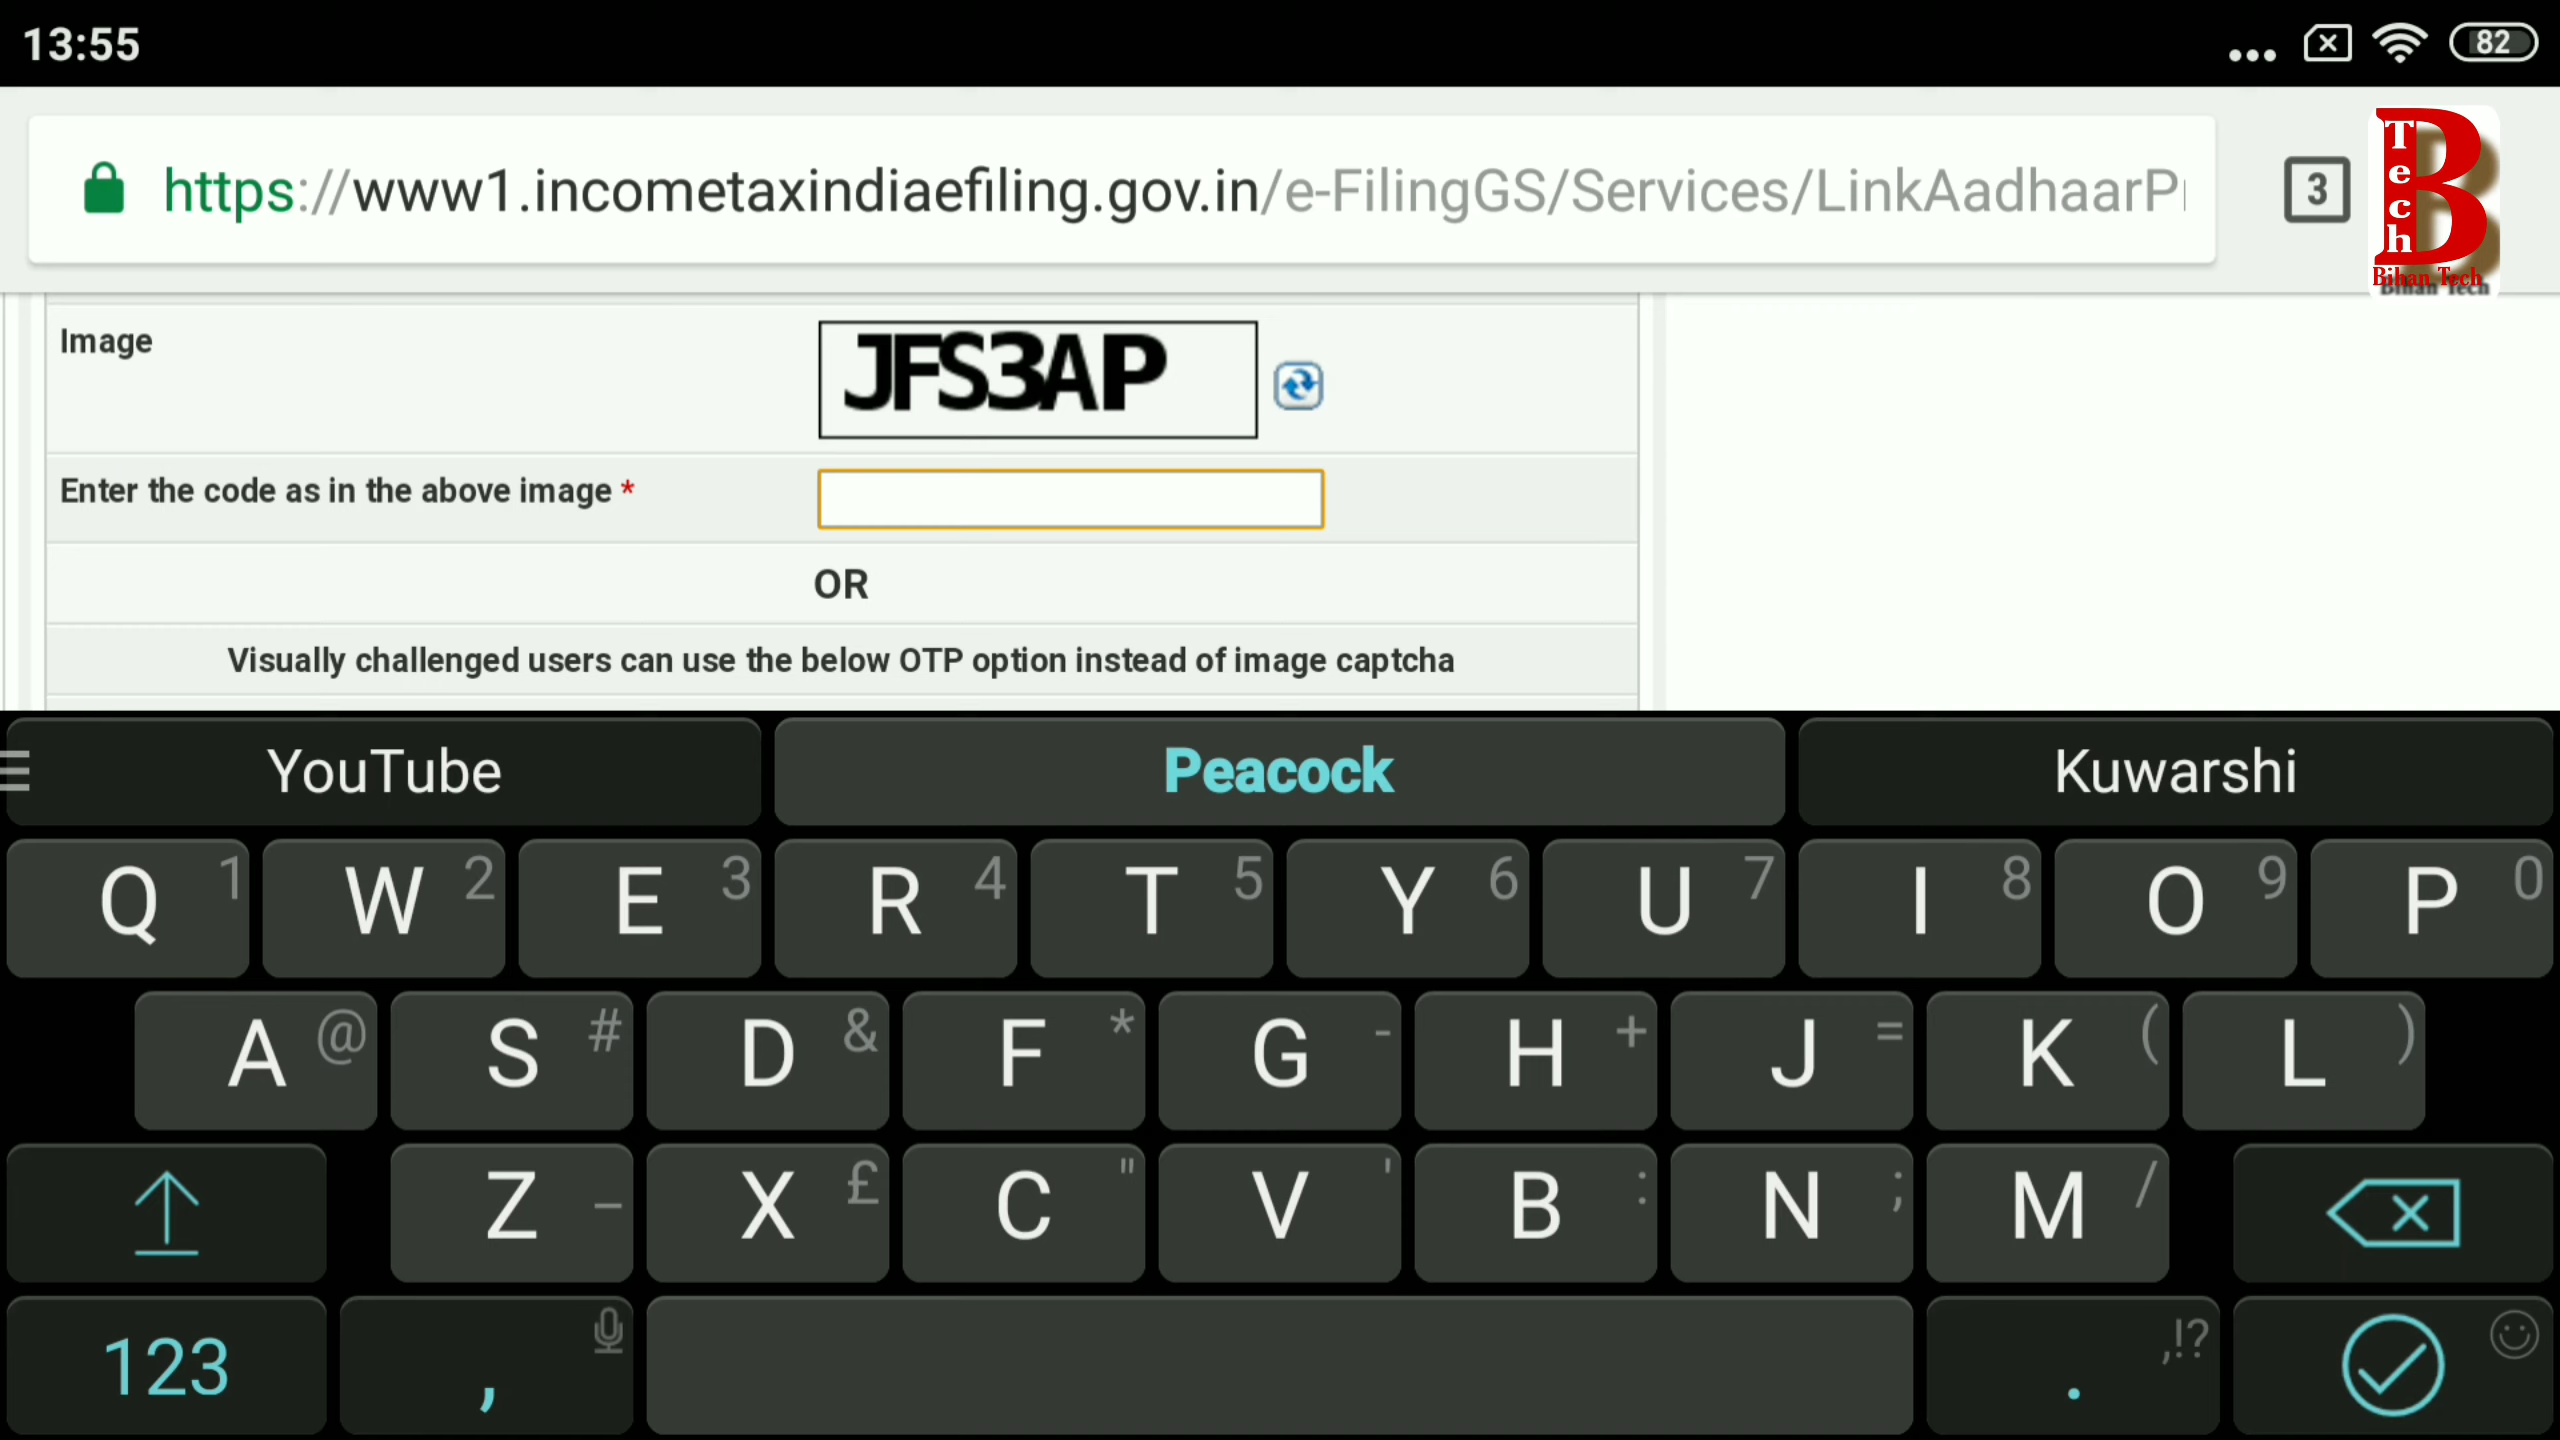 13:55
82
https://www1.incometaxindiaefiling.gov.in/e-FilingGS/Services/LinkAadhaarP
3
Tech
B
Bihan Tech
Image
JFS3AP
Enter the code as in the above image *
OR
Visually challenged users can use the below OTP option instead of image captcha
YouTube Peacock Kuwarshi
Q 1 W 2 E 3 R 4 T 5 Y 6 U 7 I 8 O 9 P 0
A @ S # D & F * G - H + J = K ( L )
Z _ X £ C " V ' B : N ; M /
123 , . ,!?